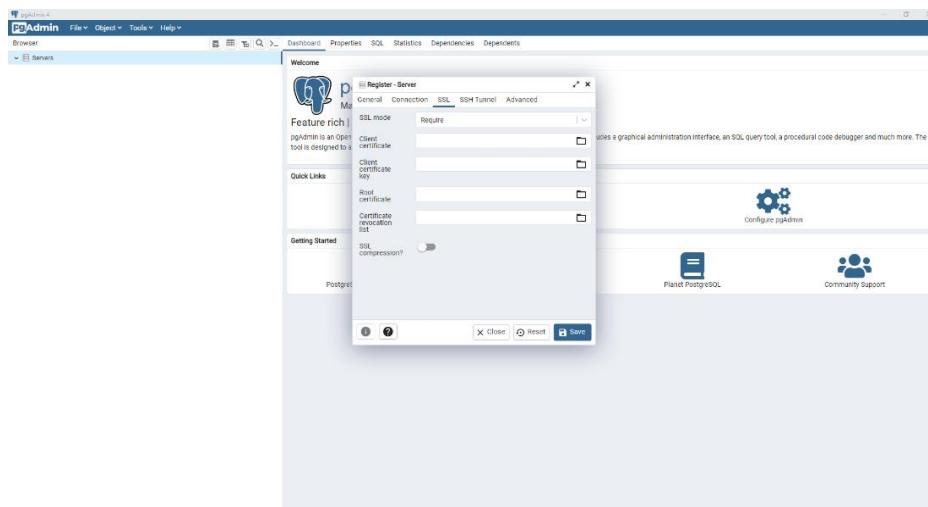 pgAdmin 4
pgAdmin File Object Tools Help
Browser
Dashboard Properties SQL Statistics Dependencies Dependents
Servers
Welcome
Register - Server
General Connection SSL SSH Tunnel Advanced
SSL mode
Require
Feature rich |
pgAdmin is an Open
udes a graphical administration interface, an SQL query tool, a procedural code debugger and much more. The
tool is designed to a
Client
certificate
Client
certificate
key
Quick Links
Root
certificate
Certificate
revocation
list
Configure pgAdmin
Getting Started
SSL
compression?
Planet PostgreSQL
Community Support
Close Reset Save